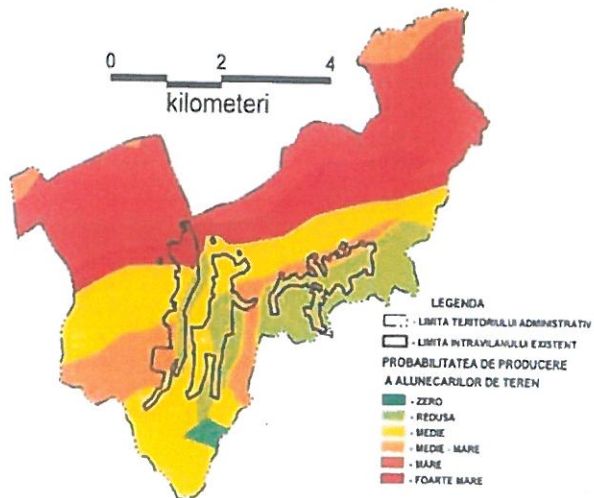 0 2 4
kilometeri
LEGENDA
- LIMITA TERITORIULUI ADMINISTRATIV
- LIMITA INTRAVILANULUI EXISTENT
PROBABILITATEA DE PRODUCERE
A ALUNECARILOR DE TEREN
- ZERO
- REDUSA
- MEDIE
- MEDIE - MARE
- MARE
- FOARTE MARE